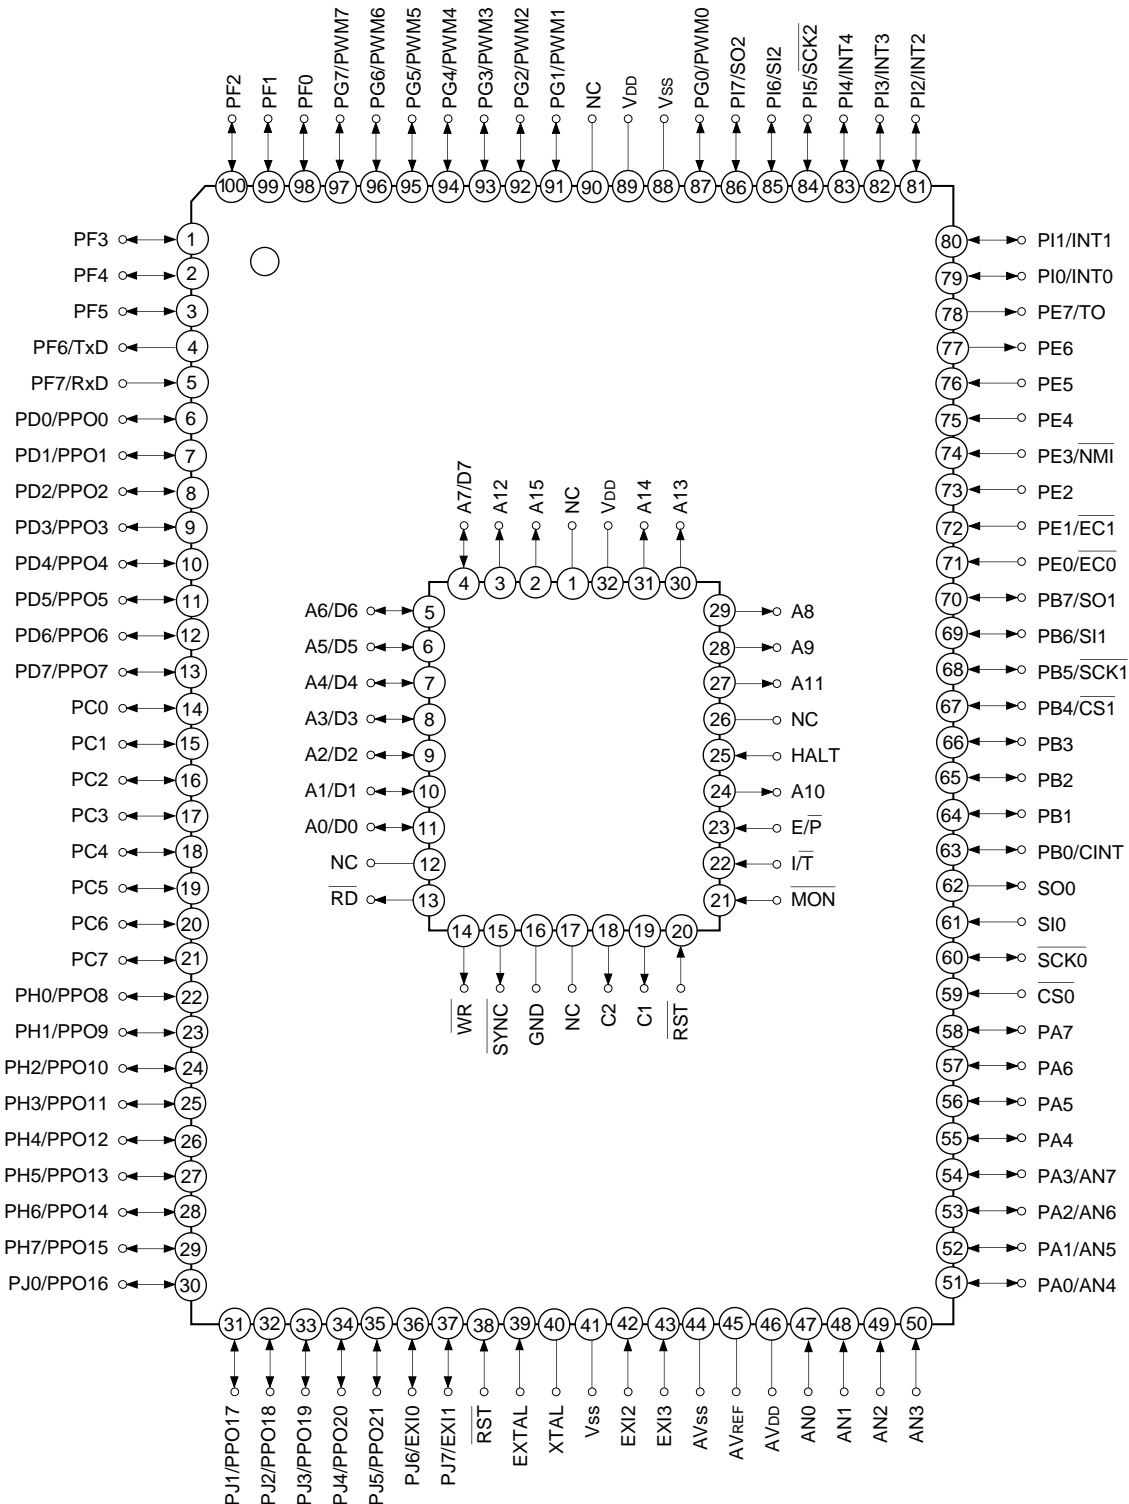 PF2
PF1
PF0
PG7/PWM7
PG6/PWM6
PG5/PWM5
PG4/PWM4
PG3/PWM3
PG2/PWM2
PG1/PWM1
NC
VDD
VSS
PG0/PWM0
PI7/SO2
PI6/SI2
PI5/S̅C̅K̅2̅
PI4/INT4
PI3/INT3
PI2/INT2
100
99
98
97
96
95
94
93
92
91
90
89
88
87
86
85
84
83
82
81
PF3 1
PF4 2
PF5 3
PF6/TxD 4
PF7/RxD 5
PD0/PPO0 6
PD1/PPO1 7
PD2/PPO2 8
PD3/PPO3 9
PD4/PPO4 10
PD5/PPO5 11
PD6/PPO6 12
PD7/PPO7 13
PC0 14
PC1 15
PC2 16
PC3 17
PC4 18
PC5 19
PC6 20
PC7 21
PH0/PPO8 22
PH1/PPO9 23
PH2/PPO10 24
PH3/PPO11 25
PH4/PPO12 26
PH5/PPO13 27
PH6/PPO14 28
PH7/PPO15 29
PJ0/PPO16 30
A7/D7
A12
A15
NC
VDD
A14
A13
4
3
2
1
32
31
30
A6/D6 5
A5/D5 6
A4/D4 7
A3/D3 8
A2/D2 9
A1/D1 10
A0/D0 11
NC 12
R̅D̅ 13
29 A8
28 A9
27 A11
26 NC
25 HALT
24 A10
23 E/P̅
22 I/T̅
21 M̅O̅N̅
14
15
16
17
18
19
20
W̅R̅
S̅Y̅N̅C̅
GND
NC
C2
C1
R̅S̅T̅
80 PI1/INT1
79 PI0/INT0
78 PE7/TO
77 PE6
76 PE5
75 PE4
74 PE3/N̅M̅I̅
73 PE2
72 PE1/E̅C̅1̅
71 PE0/E̅C̅0̅
70 PB7/SO1
69 PB6/SI1
68 PB5/S̅C̅K̅1̅
67 PB4/C̅S̅1̅
66 PB3
65 PB2
64 PB1
63 PB0/CINT
62 SO0
61 SI0
60 S̅C̅K̅0̅
59 C̅S̅0̅
58 PA7
57 PA6
56 PA5
55 PA4
54 PA3/AN7
53 PA2/AN6
52 PA1/AN5
51 PA0/AN4
31
32
33
34
35
36
37
38
39
40
41
42
43
44
45
46
47
48
49
50
PJ1/PPO17
PJ2/PPO18
PJ3/PPO19
PJ4/PPO20
PJ5/PPO21
PJ6/EXI0
PJ7/EXI1
R̅S̅T̅
EXTAL
XTAL
Vss
EXI2
EXI3
AVss
AVREF
AVDD
AN0
AN1
AN2
AN3